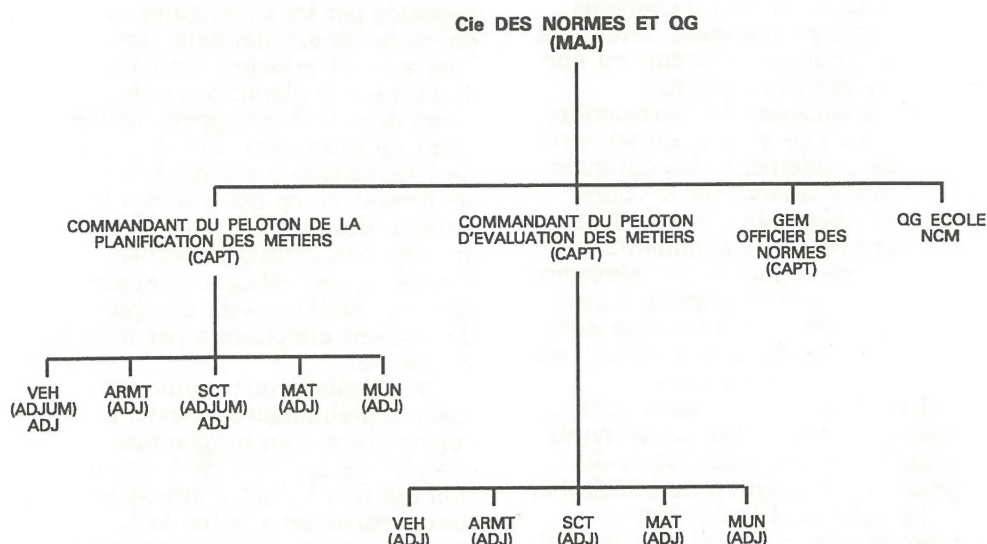 Cie DES NORMES ET QG
(MAJ)
COMMANDANT DU PELOTON DE LA
PLANIFICATION DES METIERS
(CAPT)
COMMANDANT DU PELOTON
D'EVALUATION DES METIERS
(CAPT)
GEM
OFFICIER DES
NORMES
(CAPT)
QG ECOLE
NCM
VEH
(ADJUM)
ADJ
ARMT
(ADJ)
SCT
(ADJUM)
ADJ
MAT
(ADJ)
MUN
(ADJ)
VEH
(ADJ)
ARMT
(ADJ)
SCT
(ADJ)
MAT
(ADJ)
MUN
(ADJ)